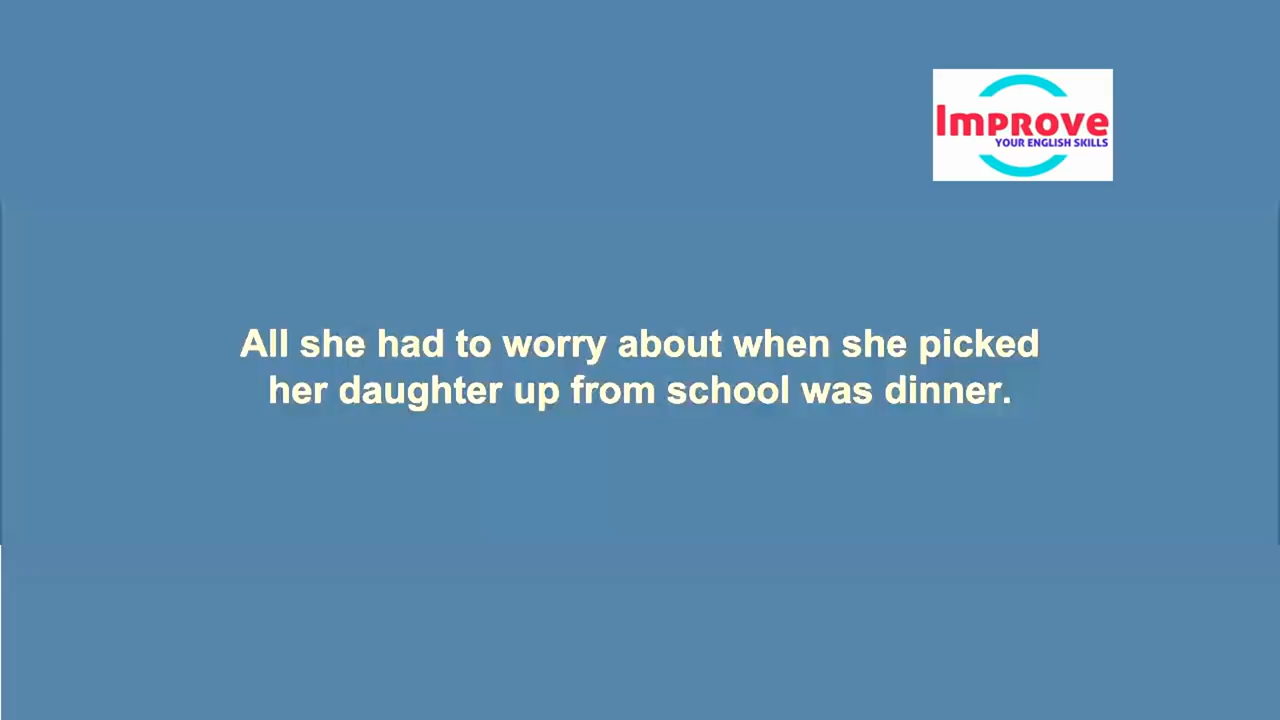 Improve
YOUR ENGLISH SKILLS
All she had to worry about when she picked
her daughter up from school was dinner.